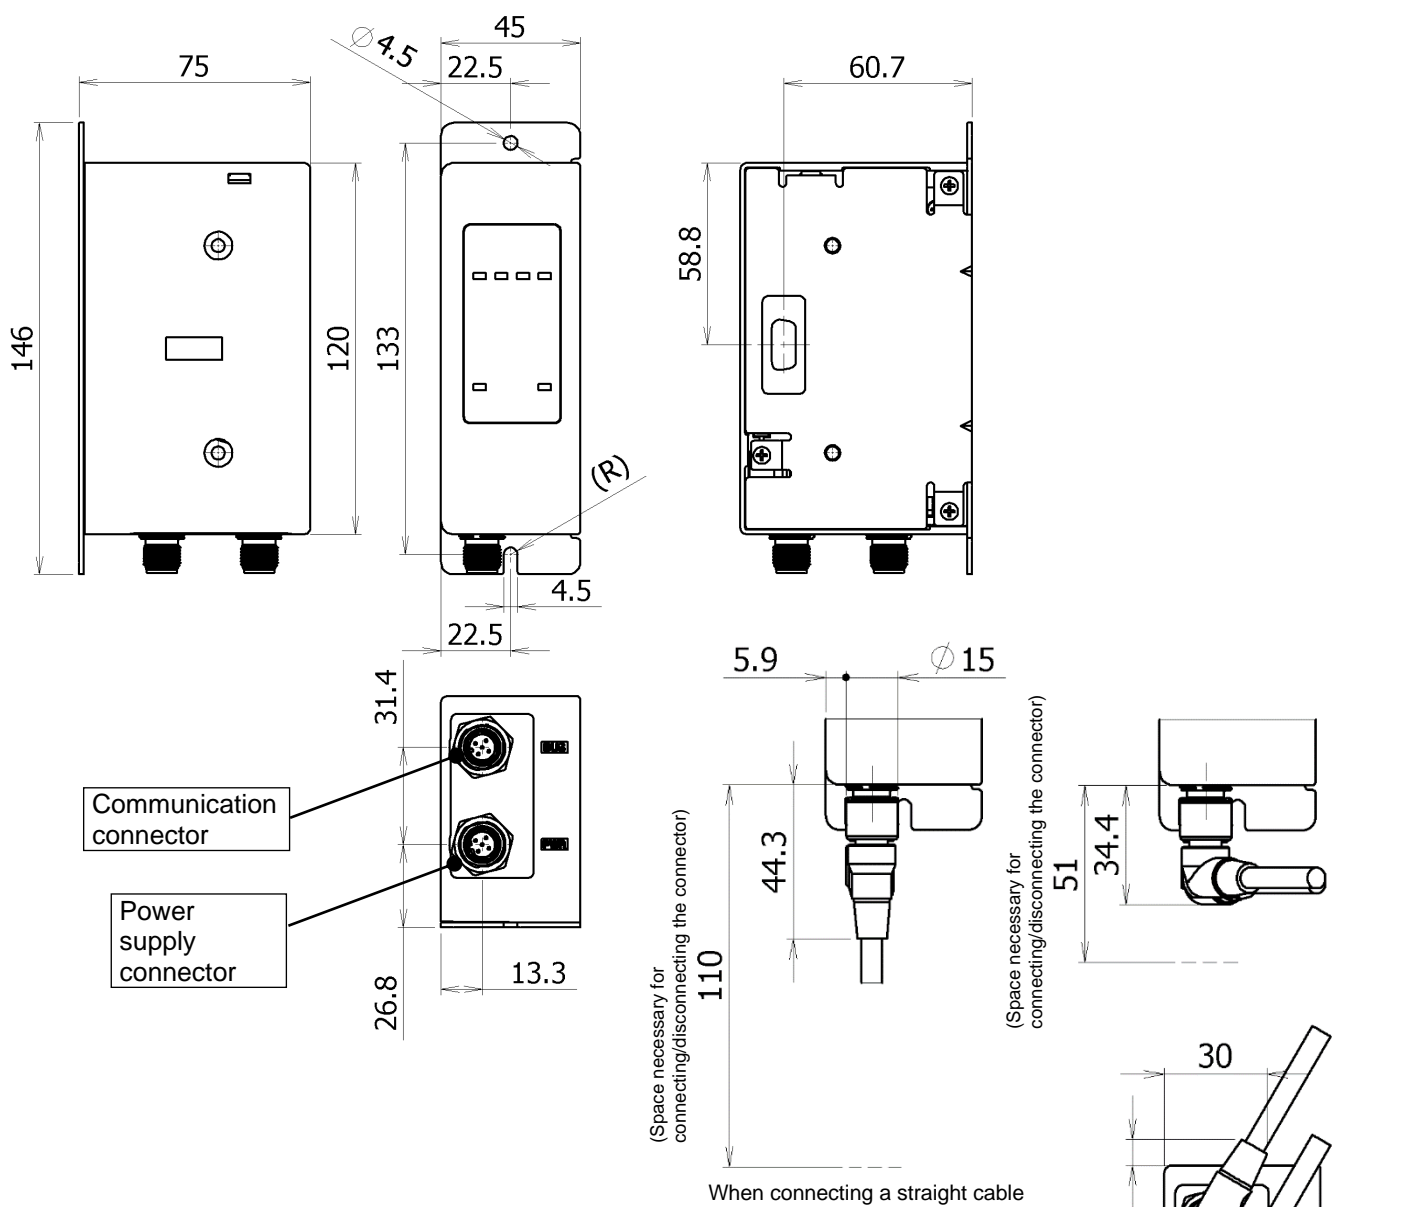 45
⌀4.5
75
22.5
60.7
146
120
133
58.8
(R)
4.5
22.5
31.4
5.9
⌀15
BUS
Communication
connector
PWR
Power
supply
connector
13.3
26.8
(Space necessary for
connecting/disconnecting the connector)
110
44.3
(Space necessary for
connecting/disconnecting the connector)
51
34.4
30
When connecting a straight cable